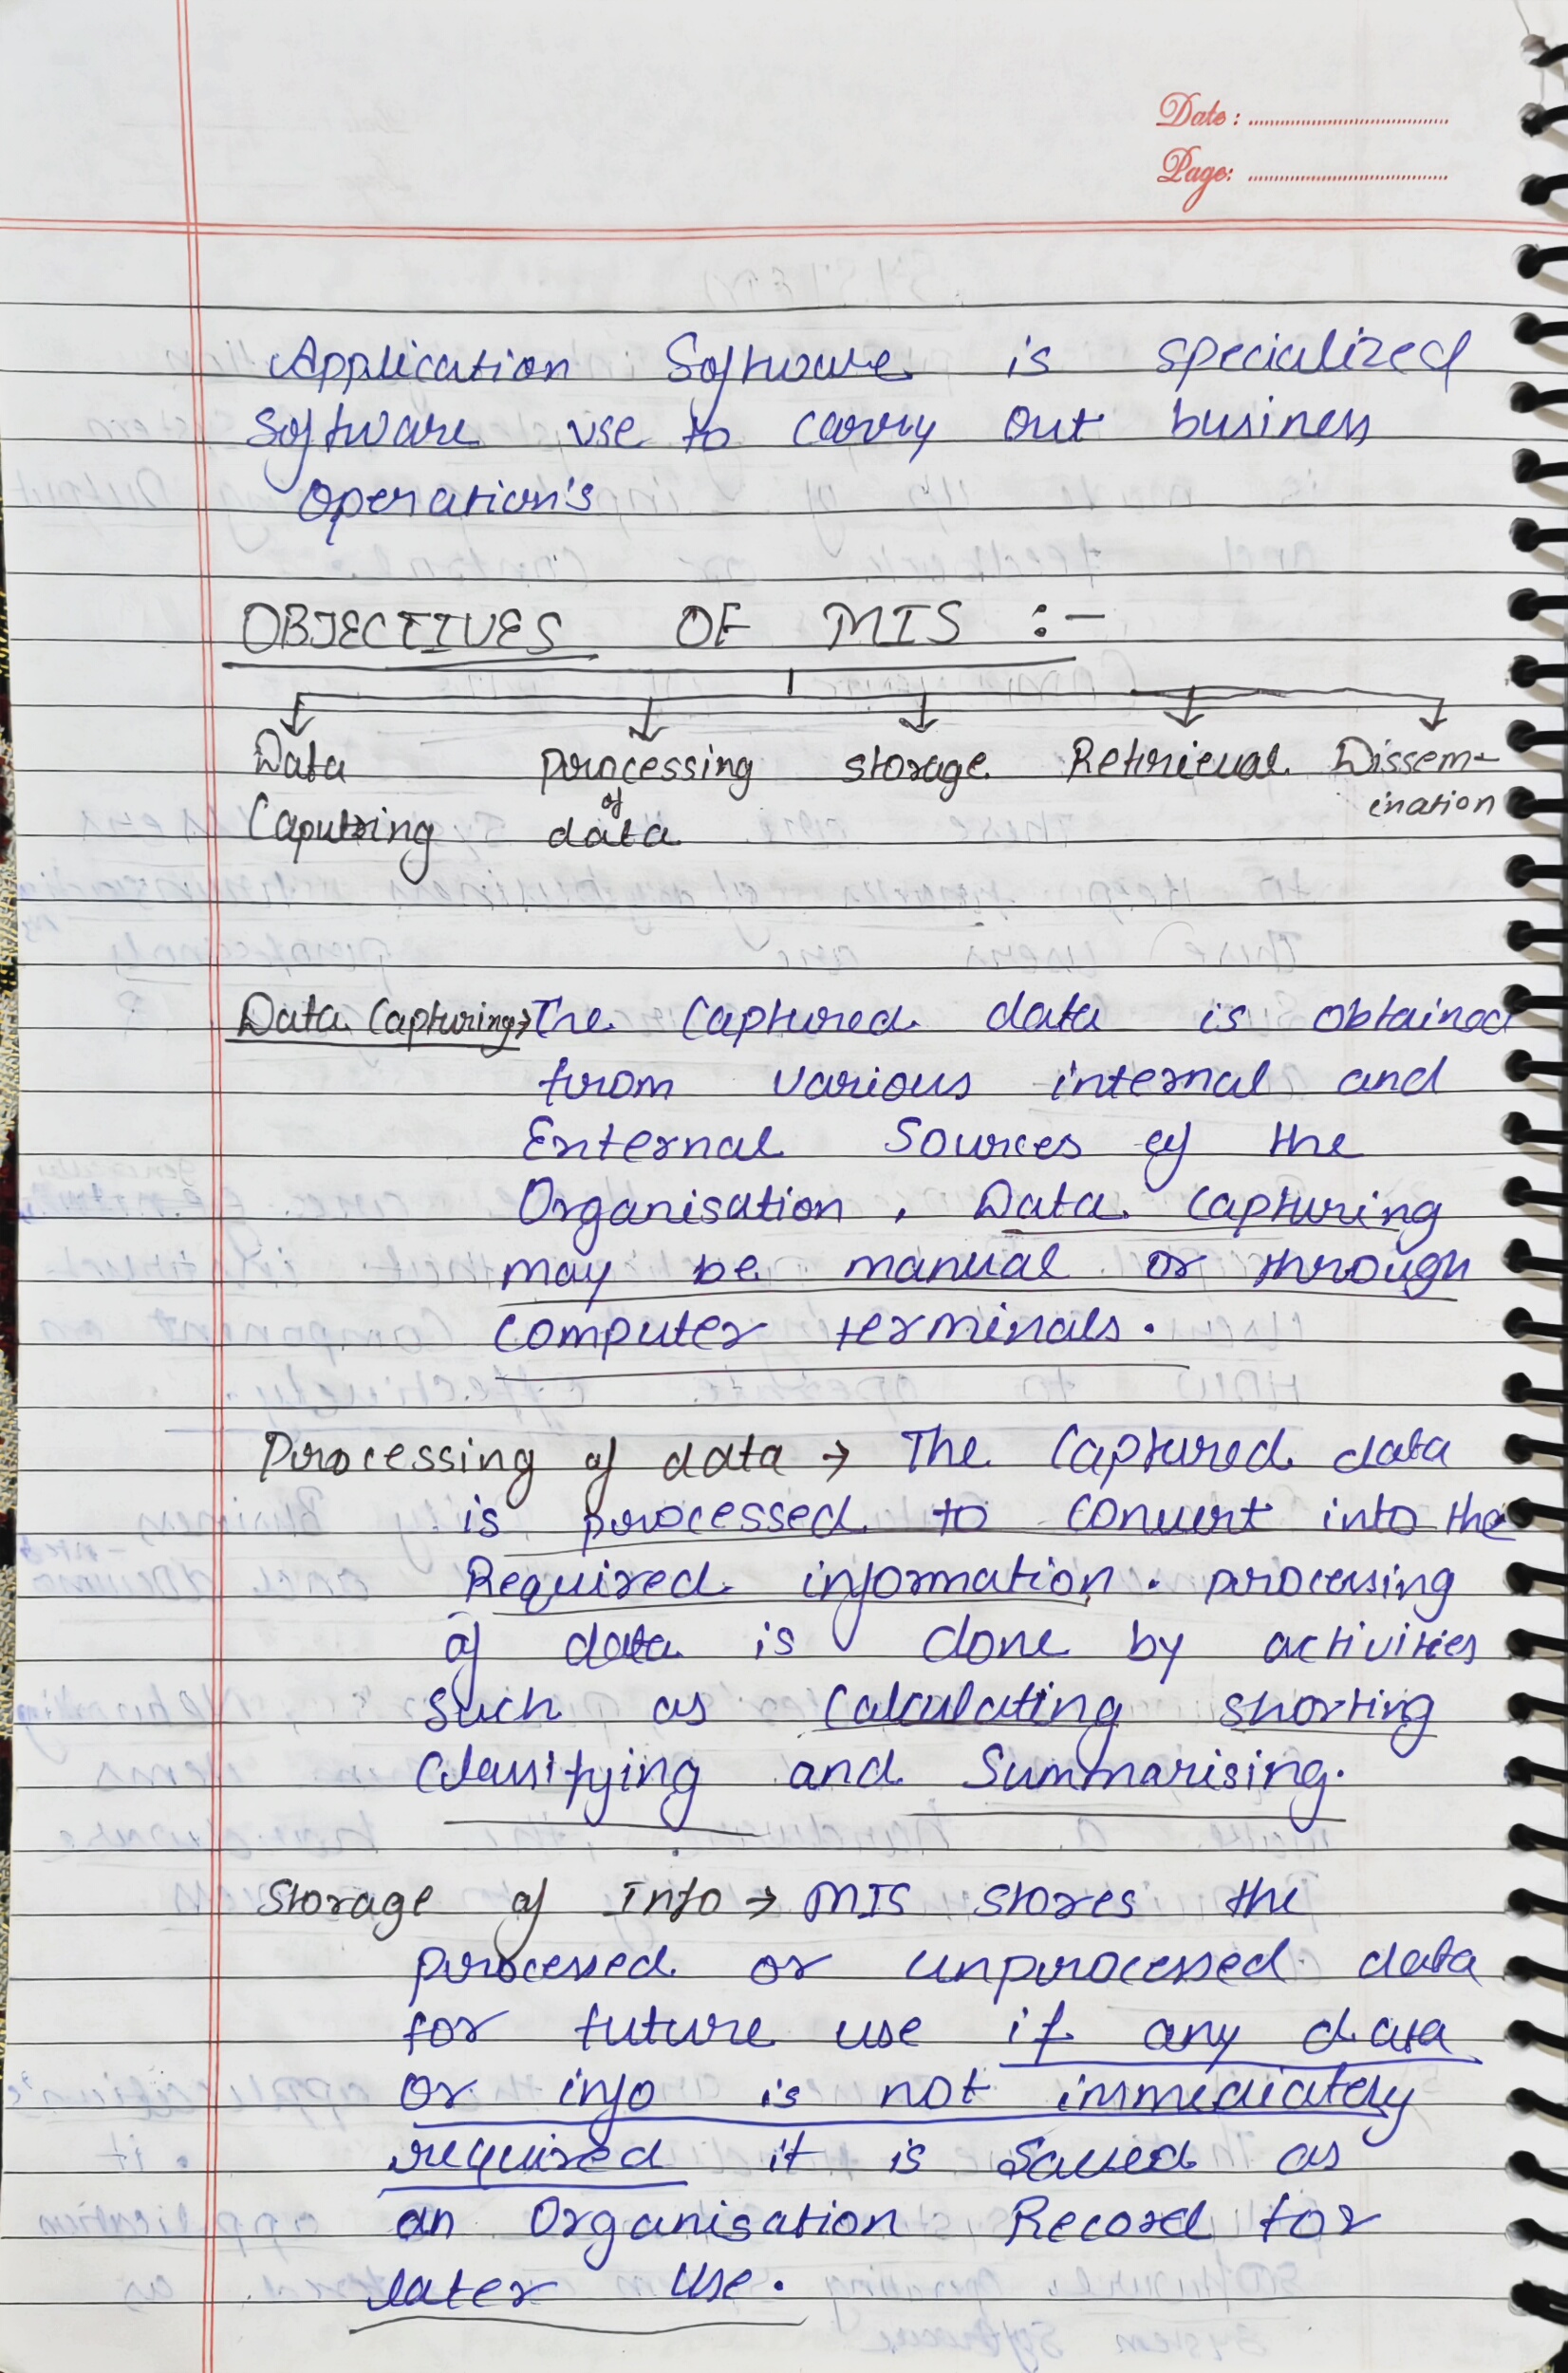 Date :
Page:
Application Software is specialized
Software use to carry out business
operation's
OBJECTIVES OF MIS :-
Data processing storage Retrieval Dissem-
ination
of
Caputring data
Data Capturing→ The Captured data is obtained
from various internal and
External Sources of the
Organisation , Data Capturing
may be manual or through
Computer terminals.
Processing of data → The Captured data
is processed to convert into the
Required information . processing
of data is done by activities
such as Calculating shorting
Classifying and Summarising.
Storage of Info → MIS stores the
processed or unprocessed data
for future use if any data
or info is not immediately
required it is Saved as
an Organisation Record for
later use.